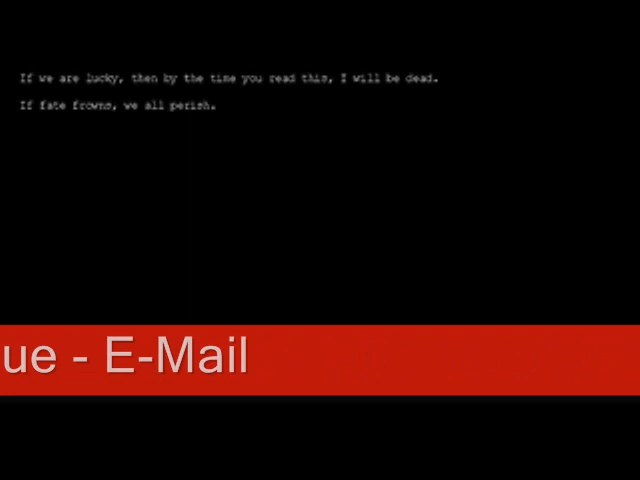 If we are lucky, then by the time you read this, I will be dead.
If fate frowns, we all perish.
ue - E-Mail